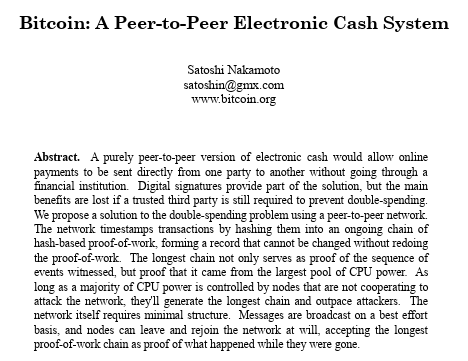 Bitcoin: A Peer-to-Peer Electronic Cash System
Satoshi Nakamoto
satoshin@gmx.com
www.bitcoin.org
Abstract. A purely peer-to-peer version of electronic cash would allow online
payments to be sent directly from one party to another without going through a
financial institution. Digital signatures provide part of the solution, but the main
benefits are lost if a trusted third party is still required to prevent double-spending.
We propose a solution to the double-spending problem using a peer-to-peer network.
The network timestamps transactions by hashing them into an ongoing chain of
hash-based proof-of-work, forming a record that cannot be changed without redoing
the proof-of-work. The longest chain not only serves as proof of the sequence of
events witnessed, but proof that it came from the largest pool of CPU power. As
long as a majority of CPU power is controlled by nodes that are not cooperating to
attack the network, they'll generate the longest chain and outpace attackers. The
network itself requires minimal structure. Messages are broadcast on a best effort
basis, and nodes can leave and rejoin the network at will, accepting the longest
proof-of-work chain as proof of what happened while they were gone.